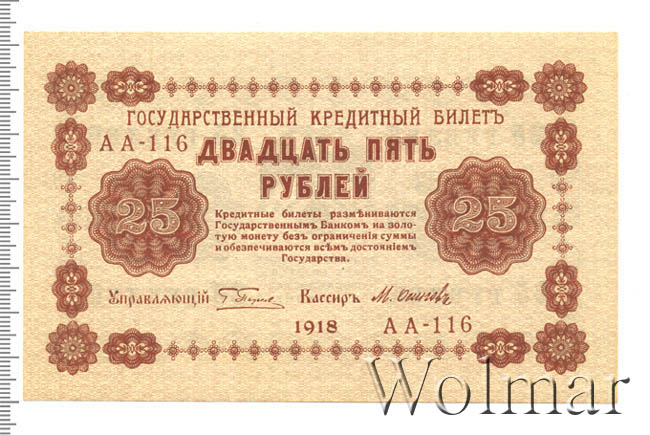 ГОСУДАРСТВЕННЫЙ КРЕДИТНЫЙ БИЛЕТЪ
АА-116
ДВАДЦАТЬ ПЯТЬ
РУБЛЕЙ
25
25
Кредитные билеты размѣниваются
Государственнымъ Банкомъ на золо-
тую монету безъ ограниченія суммы
и обезпечиваются всѣмъ достояніемъ
Государства.
Управляющій
Кассиръ
1918
АА-116
Wolmar